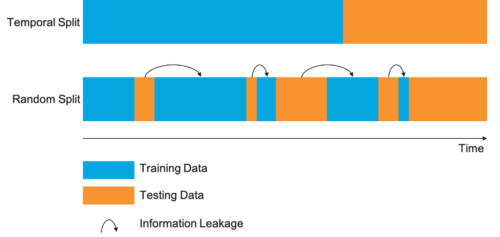 Temporal Split
Random Split
Time
Training Data
Testing Data
Information Leakage